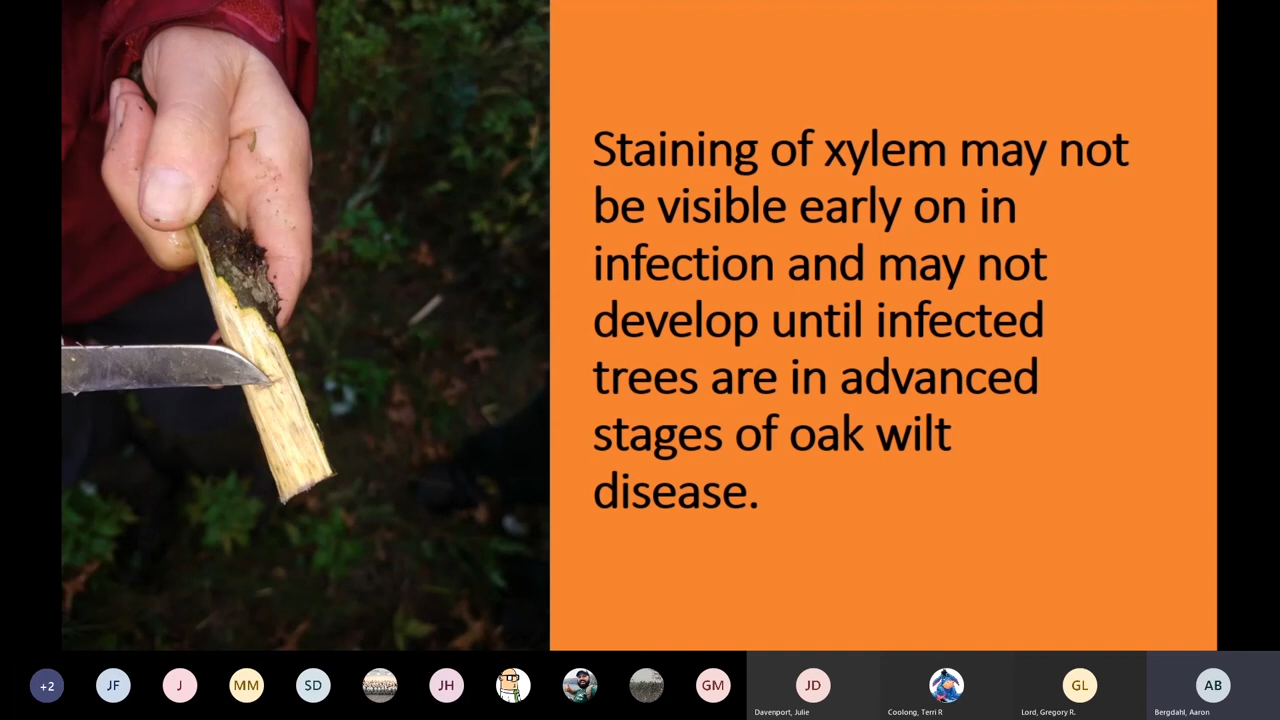 Staining of xylem may not
be visible early on in
infection and may not
develop until infected
trees are in advanced
stages of oak wilt
disease.
+2
JF
J
MM
SD
JH
GM
JD
GL
AB
Davenport, Julie
Coolong, Terri R
Lord, Gregory R.
Bergdahl, Aaron